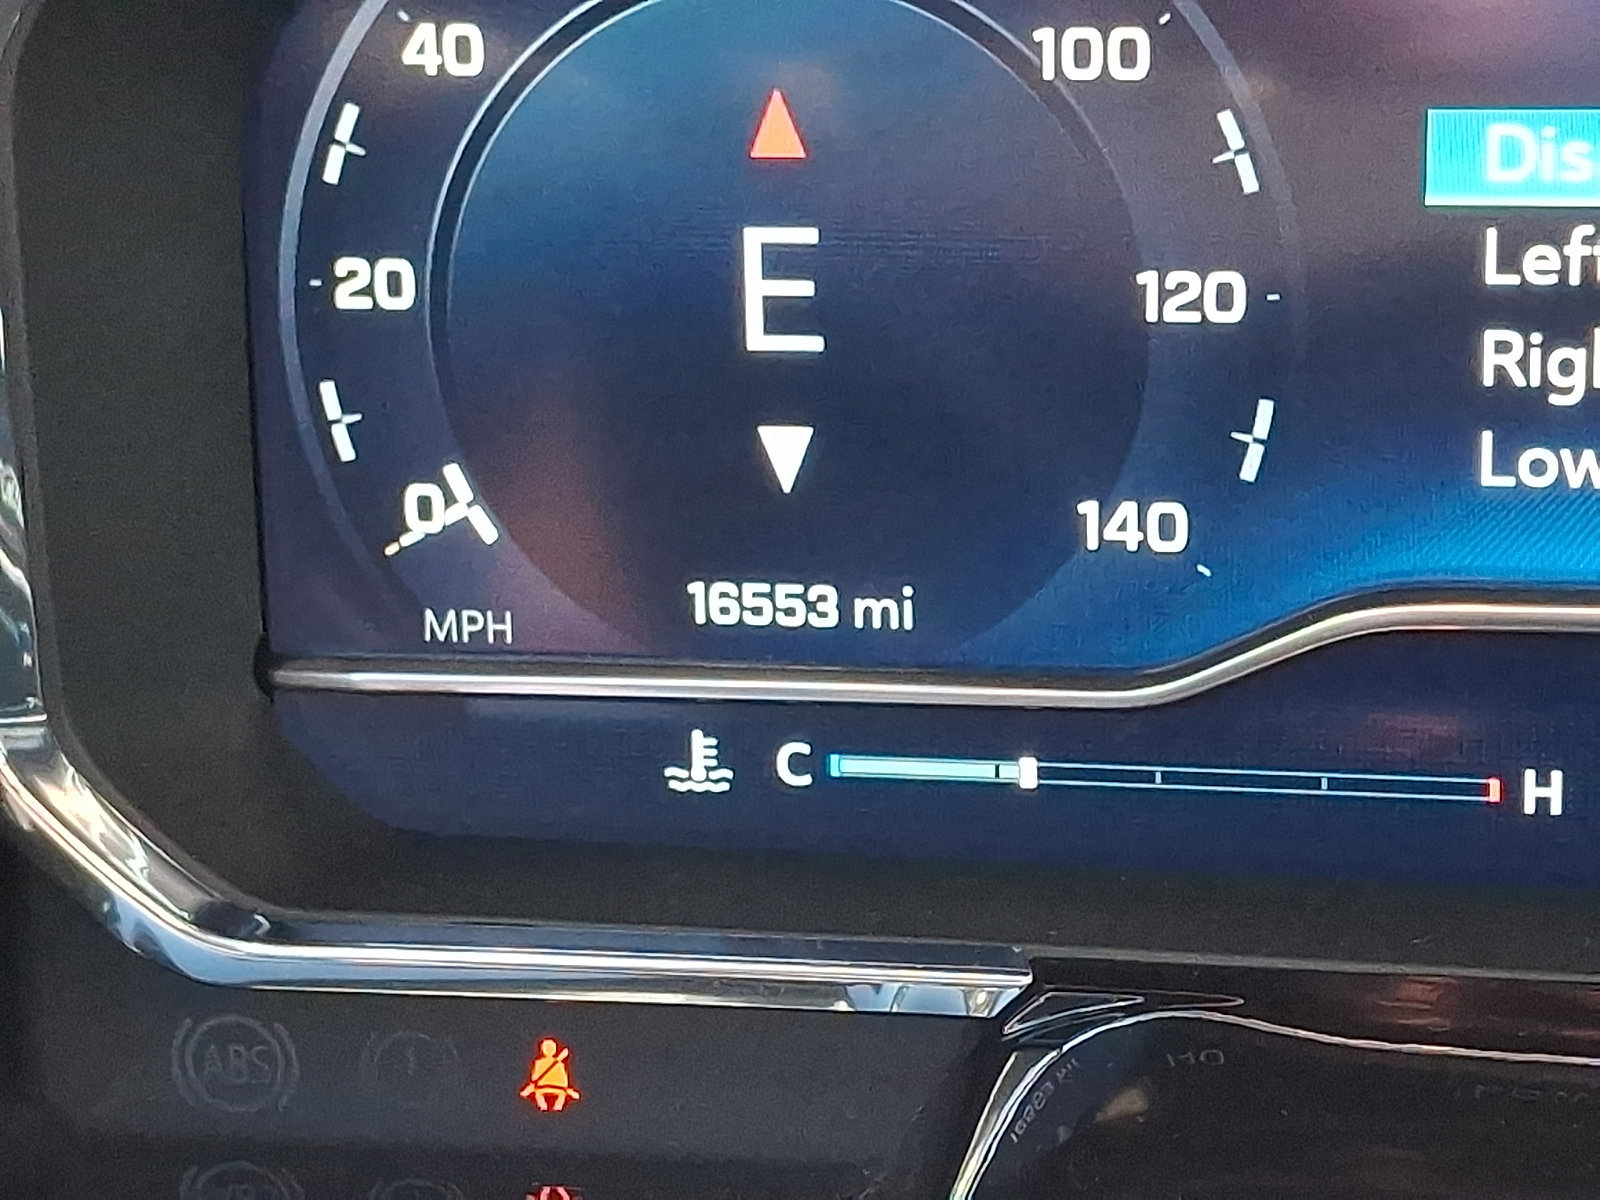 40
100
20
E
120
0
140
16553 mi
MPH
C
H
Dis
Left
Righ
Low
ABS